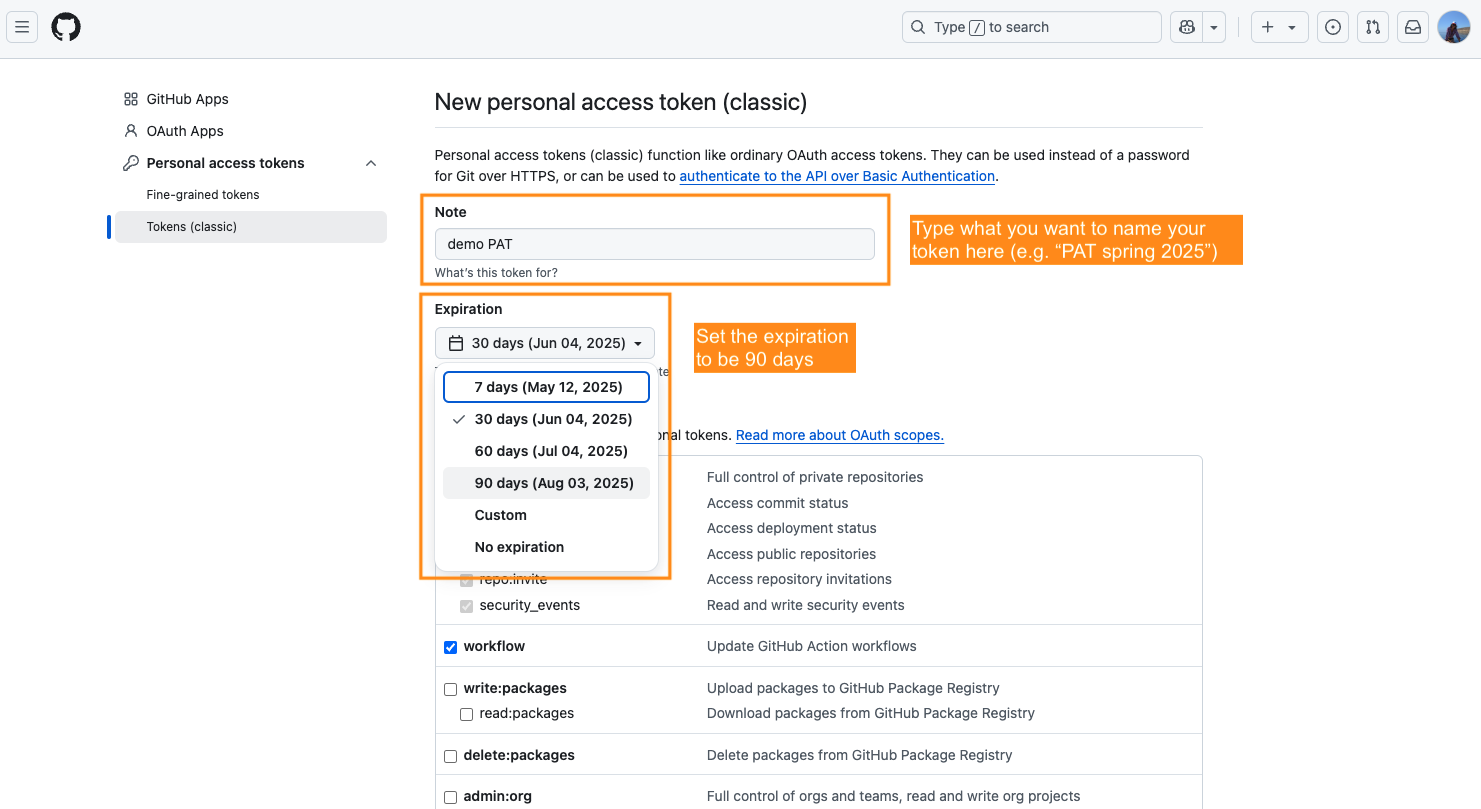 Type / to search
GitHub Apps
OAuth Apps
Personal access tokens
Fine-grained tokens
Tokens (classic)
New personal access token (classic)
Personal access tokens (classic) function like ordinary OAuth access tokens. They can be used instead of a password
for Git over HTTPS, or can be used to authenticate to the API over Basic Authentication.
Note
demo PAT
What's this token for?
Type what you want to name your
token here (e.g. “PAT spring 2025”)
Expiration
30 days (Jun 04, 2025)
Set the expiration
to be 90 days
7 days (May 12, 2025)
30 days (Jun 04, 2025)
60 days (Jul 04, 2025)
90 days (Aug 03, 2025)
Custom
No expiration
tokens. Read more about OAuth scopes.
Full control of private repositories
Access commit status
Access deployment status
Access public repositories
repo:invite Access repository invitations
security_events Read and write security events
workflow Update GitHub Action workflows
write:packages Upload packages to GitHub Package Registry
read:packages Download packages from GitHub Package Registry
delete:packages Delete packages from GitHub Package Registry
admin:org Full control of orgs and teams, read and write org projects